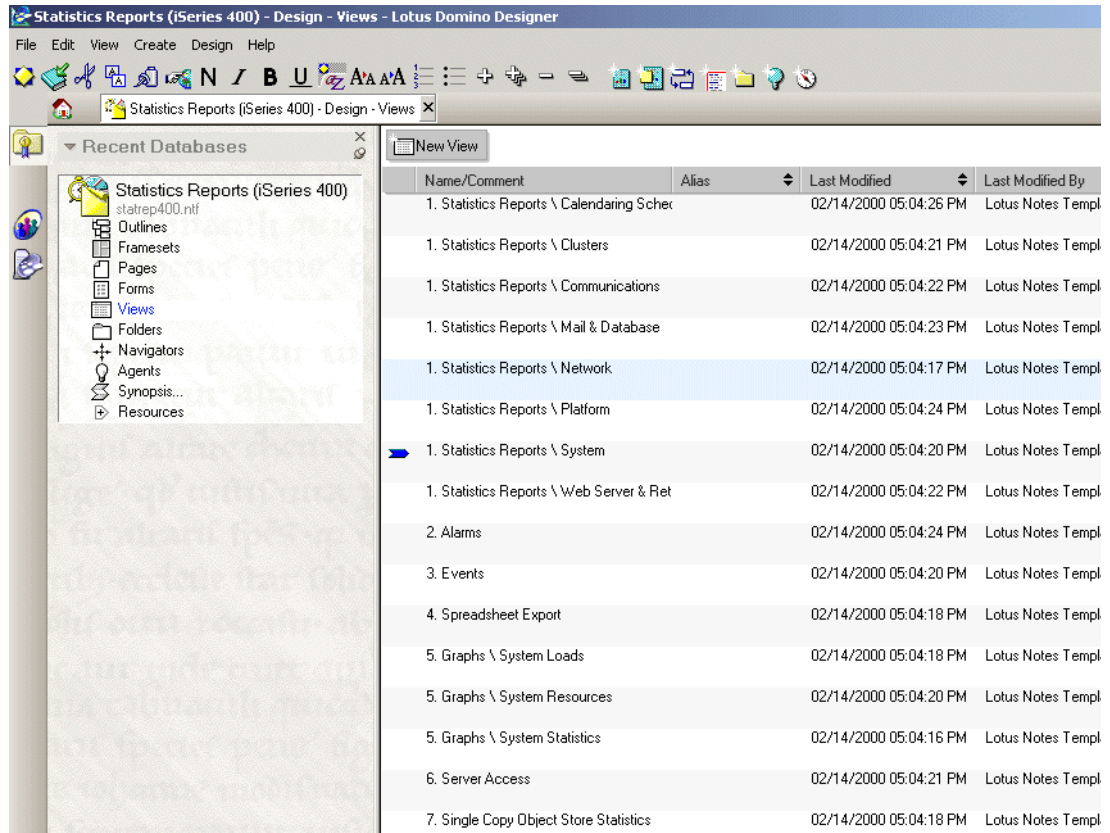 Statistics Reports (iSeries 400) - Design - Views - Lotus Domino Designer
File Edit View Create Design Help
N I B U
Statistics Reports (iSeries 400) - Design - Views
Recent Databases
Statistics Reports (iSeries 400)
statrep400.ntf
Outlines
Framesets
Pages
Forms
Views
Folders
Navigators
Agents
Synopsis...
Resources
New View
Name/Comment Alias Last Modified Last Modified By
1. Statistics Reports \ Calendaring Sched 02/14/2000 05:04:26 PM Lotus Notes Templ
1. Statistics Reports \ Clusters 02/14/2000 05:04:21 PM Lotus Notes Templ
1. Statistics Reports \ Communications 02/14/2000 05:04:22 PM Lotus Notes Templ
1. Statistics Reports \ Mail & Database 02/14/2000 05:04:23 PM Lotus Notes Templ
1. Statistics Reports \ Network 02/14/2000 05:04:17 PM Lotus Notes Templ
1. Statistics Reports \ Platform 02/14/2000 05:04:24 PM Lotus Notes Templ
1. Statistics Reports \ System 02/14/2000 05:04:20 PM Lotus Notes Templ
1. Statistics Reports \ Web Server & Ret 02/14/2000 05:04:22 PM Lotus Notes Templ
2. Alarms 02/14/2000 05:04:24 PM Lotus Notes Templ
3. Events 02/14/2000 05:04:20 PM Lotus Notes Templ
4. Spreadsheet Export 02/14/2000 05:04:18 PM Lotus Notes Templ
5. Graphs \ System Loads 02/14/2000 05:04:18 PM Lotus Notes Templ
5. Graphs \ System Resources 02/14/2000 05:04:20 PM Lotus Notes Templ
5. Graphs \ System Statistics 02/14/2000 05:04:16 PM Lotus Notes Templ
6. Server Access 02/14/2000 05:04:21 PM Lotus Notes Templ
7. Single Copy Object Store Statistics 02/14/2000 05:04:18 PM Lotus Notes Templ